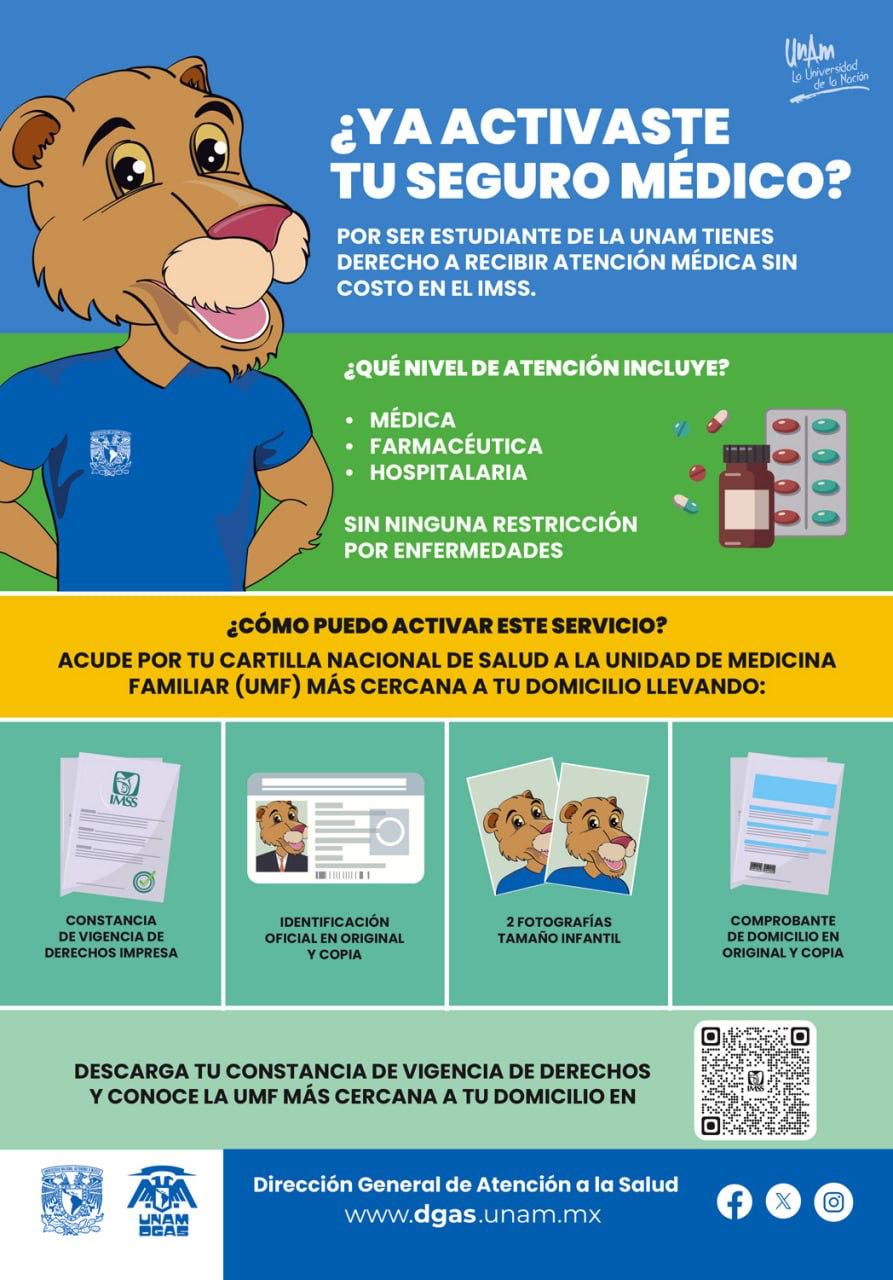 UnAm
La Universidad
de la Nación
¿YA ACTIVASTE
TU SEGURO MÉDICO?
POR SER ESTUDIANTE DE LA UNAM TIENES
DERECHO A RECIBIR ATENCIÓN MÉDICA SIN
COSTO EN EL IMSS.
¿QUÉ NIVEL DE ATENCIÓN INCLUYE?
• MÉDICA
• FARMACÉUTICA
• HOSPITALARIA
SIN NINGUNA RESTRICCIÓN
POR ENFERMEDADES
¿CÓMO PUEDO ACTIVAR ESTE SERVICIO?
ACUDE POR TU CARTILLA NACIONAL DE SALUD A LA UNIDAD DE MEDICINA
FAMILIAR (UMF) MÁS CERCANA A TU DOMICILIO LLEVANDO:
IMSS
CONSTANCIA
DE VIGENCIA DE
DERECHOS IMPRESA
IDENTIFICACIÓN
OFICIAL EN ORIGINAL
Y COPIA
2 FOTOGRAFÍAS
TAMAÑO INFANTIL
COMPROBANTE
DE DOMICILIO EN
ORIGINAL Y COPIA
DESCARGA TU CONSTANCIA DE VIGENCIA DE DERECHOS
Y CONOCE LA UMF MÁS CERCANA A TU DOMICILIO EN
IMSS
UNAM
DGAS
Dirección General de Atención a la Salud
www.dgas.unam.mx